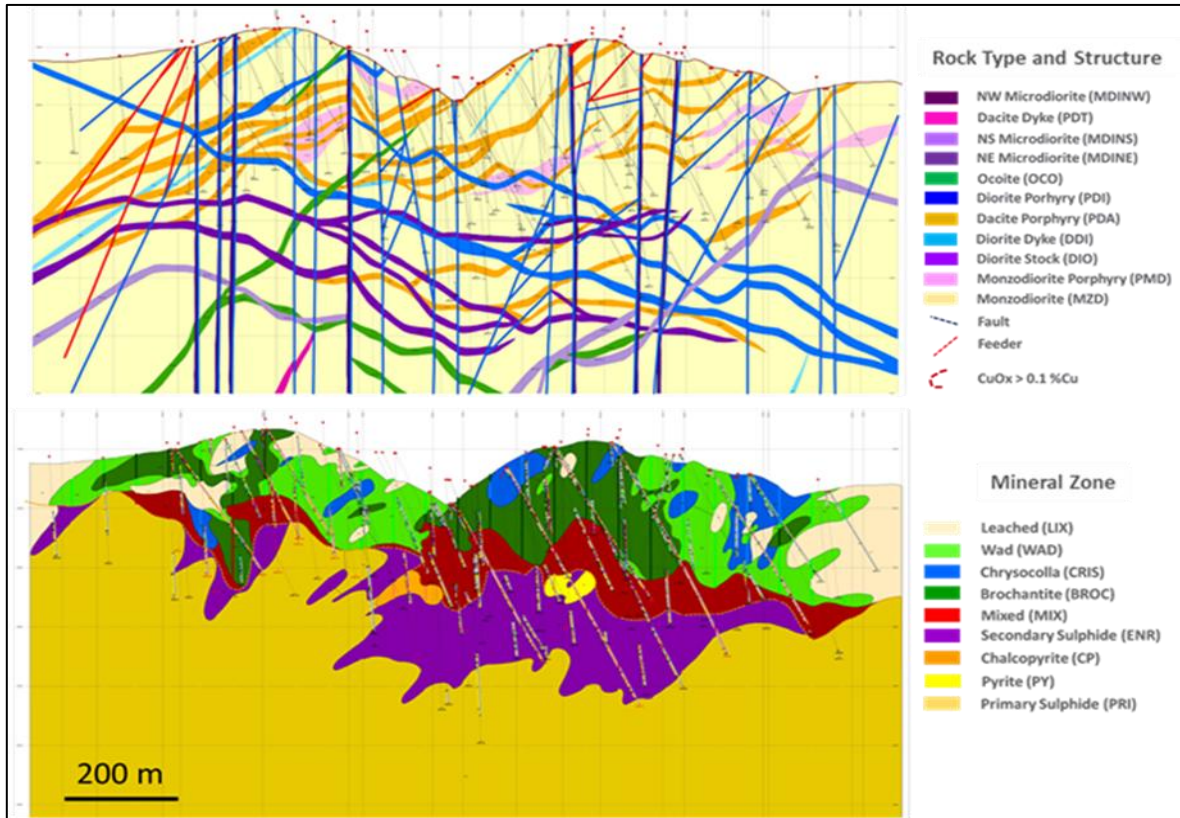 Rock Type and Structure
NW Microdiorite (MDINW)
Dacite Dyke (PDT)
NS Microdiorite (MDINS)
NE Microdiorite (MDINE)
Ocoite (OCO)
Diorite Porhyry (PDI)
Dacite Porphyry (PDA)
Diorite Dyke (DDI)
Diorite Stock (DIO)
Monzodiorite Porphyry (PMD)
Monzodiorite (MZD)
Fault
Feeder
CuOx > 0.1 %Cu
Mineral Zone
Leached (LIX)
Wad (WAD)
Chrysocolla (CRIS)
Brochantite (BROC)
Mixed (MIX)
Secondary Sulphide (ENR)
Chalcopyrite (CP)
Pyrite (PY)
Primary Sulphide (PRI)
200 m